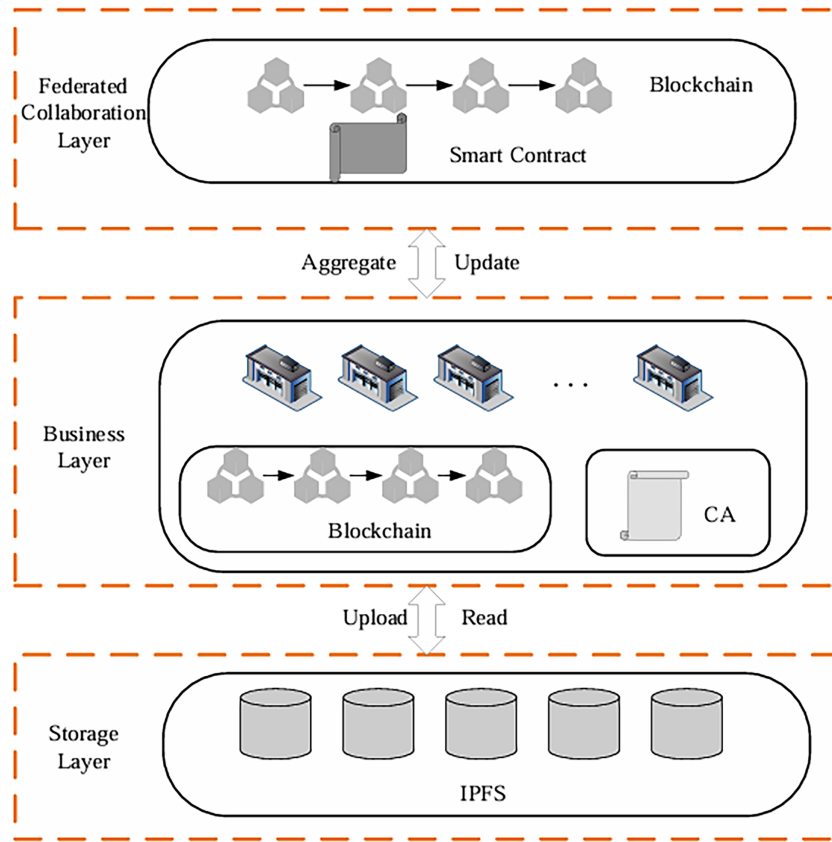 Federated
Collaboration
Layer
Blockchain
Smart Contract
Aggregate
Update
...
Business
Layer
Blockchain
CA
Upload
Read
Storage
Layer
IPFS